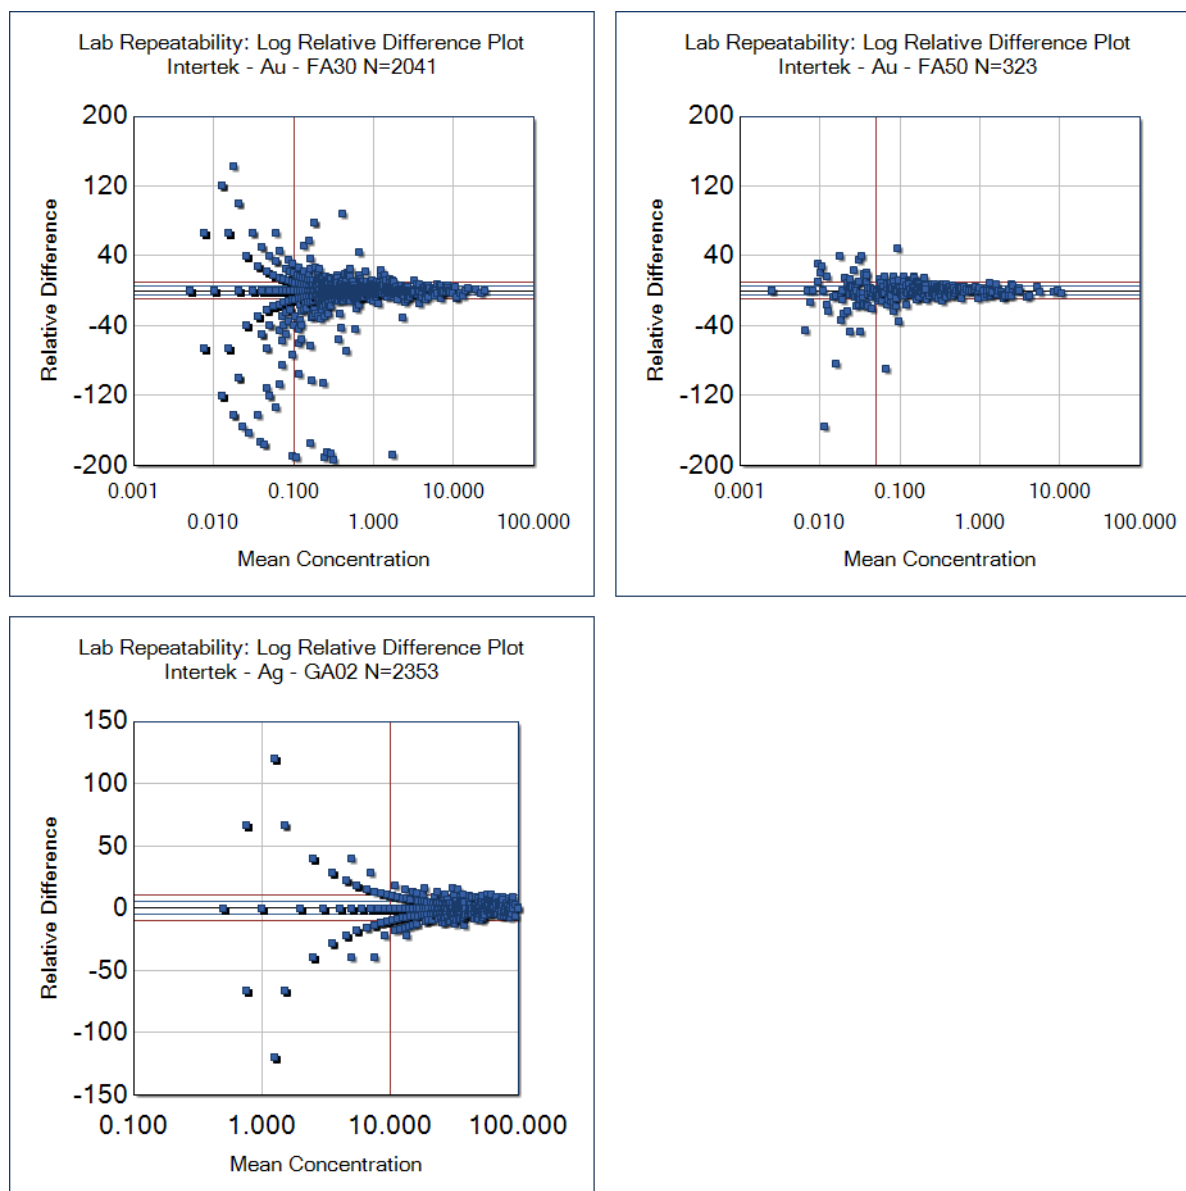 Lab Repeatability: Log Relative Difference Plot
Intertek - Au - FA30 N=2041
200
120
40
-40
-120
-200
Relative Difference
0.001
0.100
10.000
0.010
1.000
100.000
Mean Concentration
Lab Repeatability: Log Relative Difference Plot
Intertek - Au - FA50 N=323
200
120
40
-40
-120
-200
Relative Difference
0.001
0.100
10.000
0.010
1.000
100.000
Mean Concentration
Lab Repeatability: Log Relative Difference Plot
Intertek - Ag - GA02 N=2353
150
100
50
0
-50
-100
-150
Relative Difference
0.100
1.000
10.000
100.000
Mean Concentration